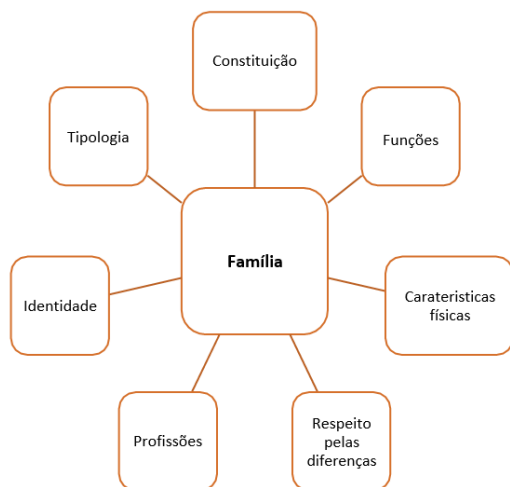 Constituição
Tipologia
Funções
Família
Identidade
Carateristicas
físicas
Profissões
Respeito
pelas
diferenças